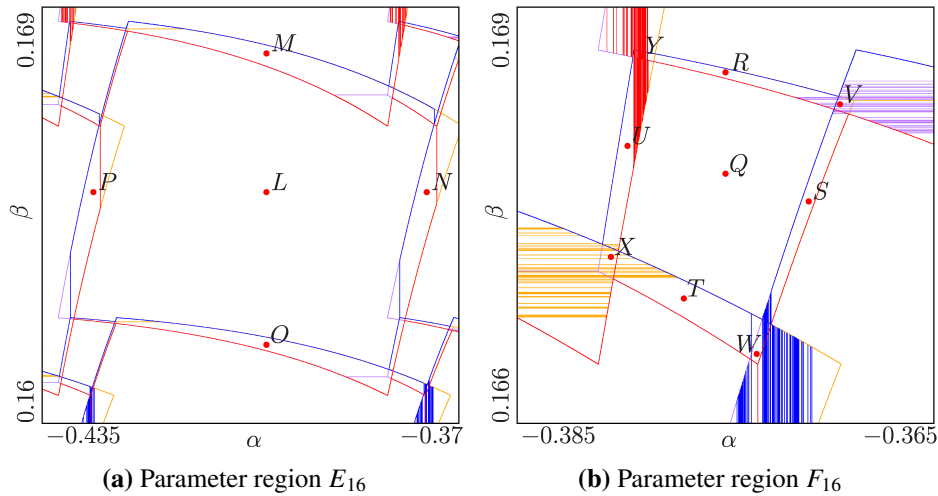 0.169
M
P
L
N
β
O
0.16
−0.435
α
−0.37
(a) Parameter region E₁₆
0.169
Y
R
V
U
Q
S
β
X
T
W
0.166
−0.385
α
−0.365
(b) Parameter region F₁₆